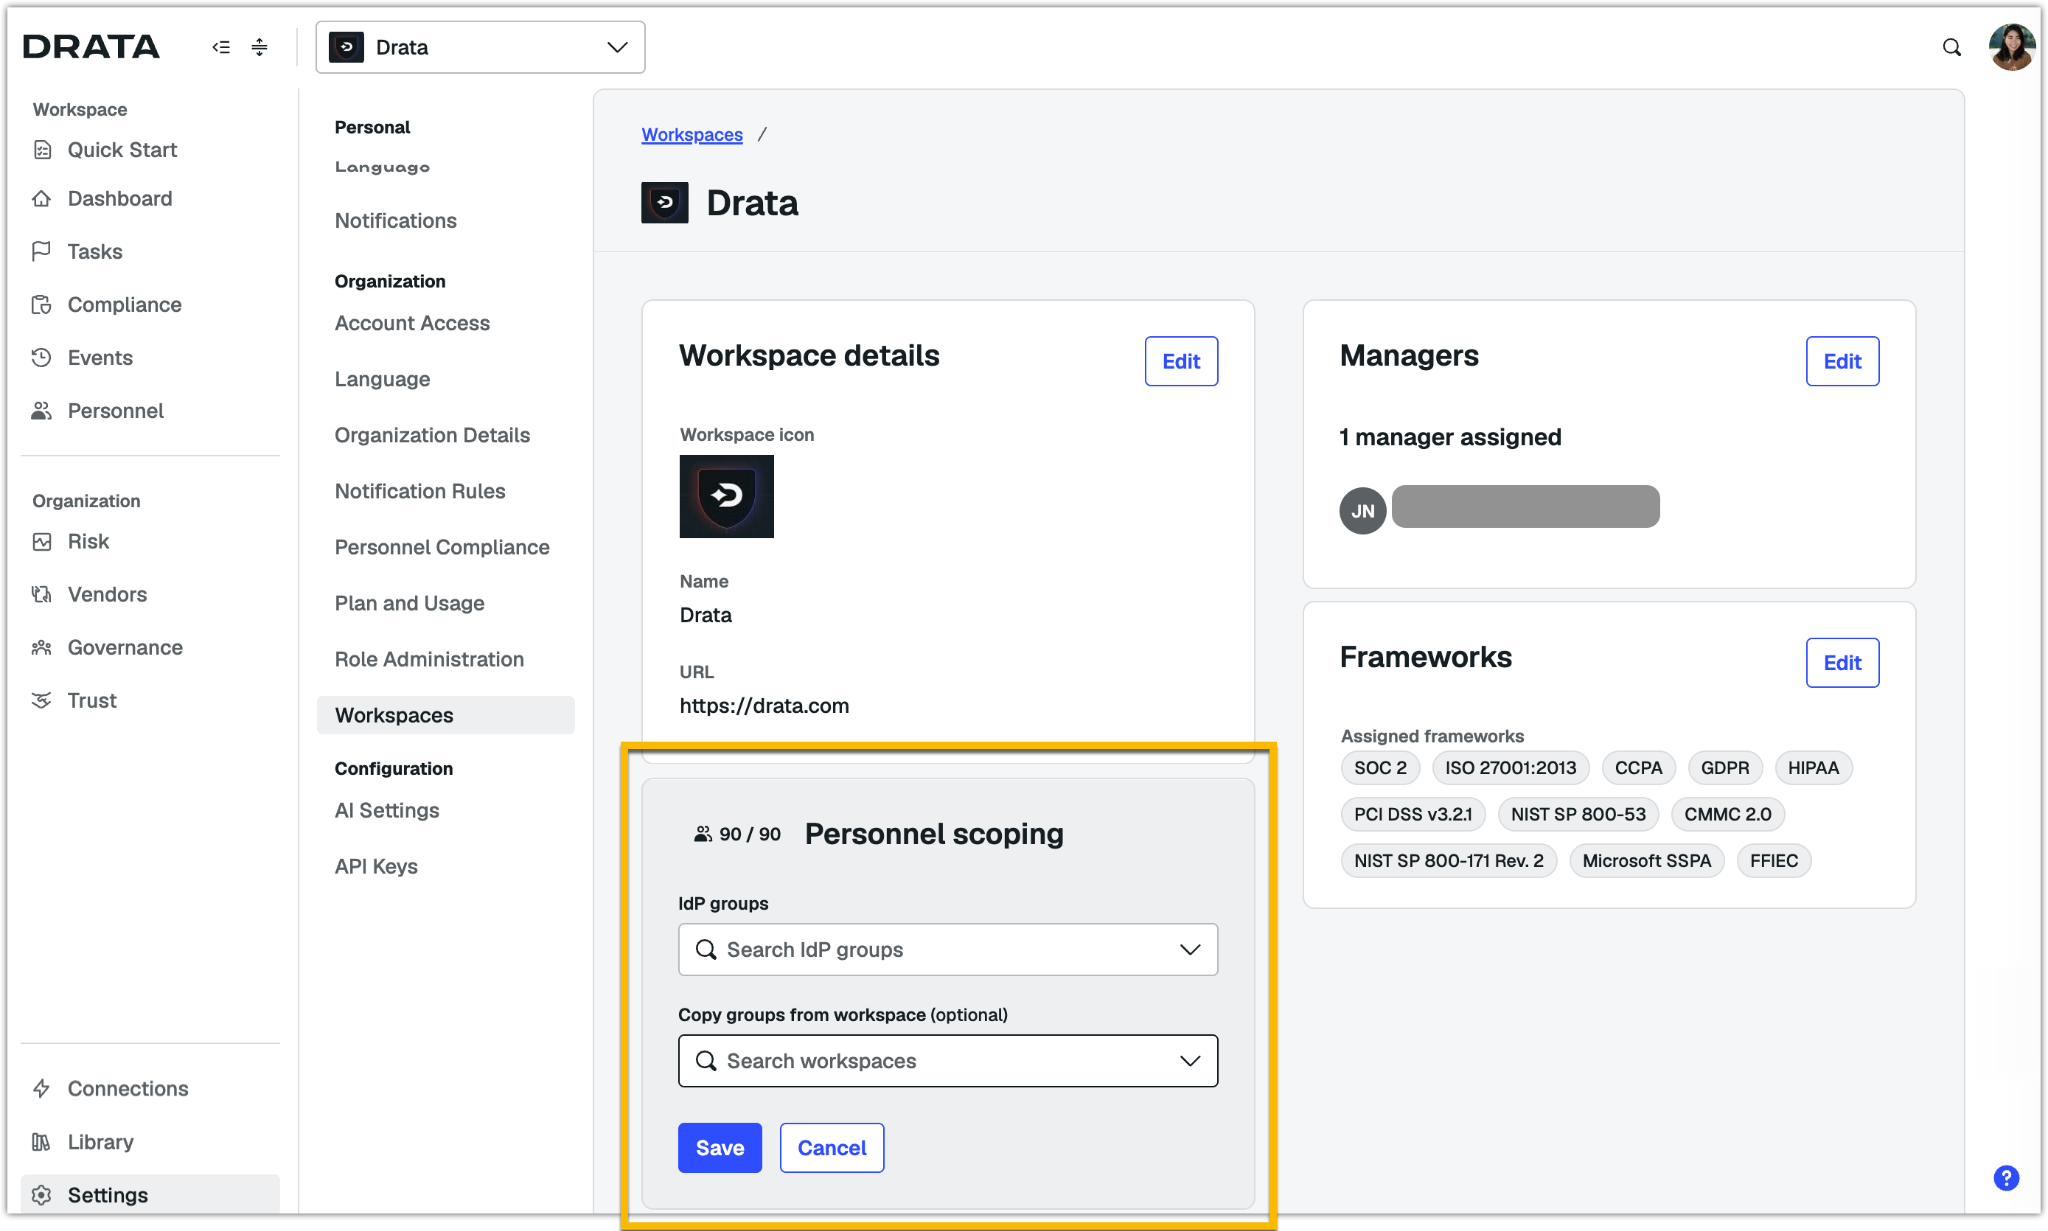 DRATA
Drata
Workspace
Quick Start
Dashboard
Tasks
Compliance
Events
Personnel
Organization
Risk
Vendors
Governance
Trust
Connections
Library
Settings
Personal
Language
Notifications
Organization
Account Access
Language
Organization Details
Notification Rules
Personnel Compliance
Plan and Usage
Role Administration
Workspaces
Configuration
AI Settings
API Keys
Workspaces /
Drata
Workspace details
Edit
Workspace icon
Name
Drata
URL
https://drata.com
90 / 90 Personnel scoping
IdP groups
Search IdP groups
Copy groups from workspace (optional)
Search workspaces
Save Cancel
Managers
Edit
1 manager assigned
JN
Frameworks
Edit
Assigned frameworks
SOC 2 ISO 27001:2013 CCPA GDPR HIPAA
PCI DSS v3.2.1 NIST SP 800-53 CMMC 2.0
NIST SP 800-171 Rev. 2 Microsoft SSPA FFIEC
?